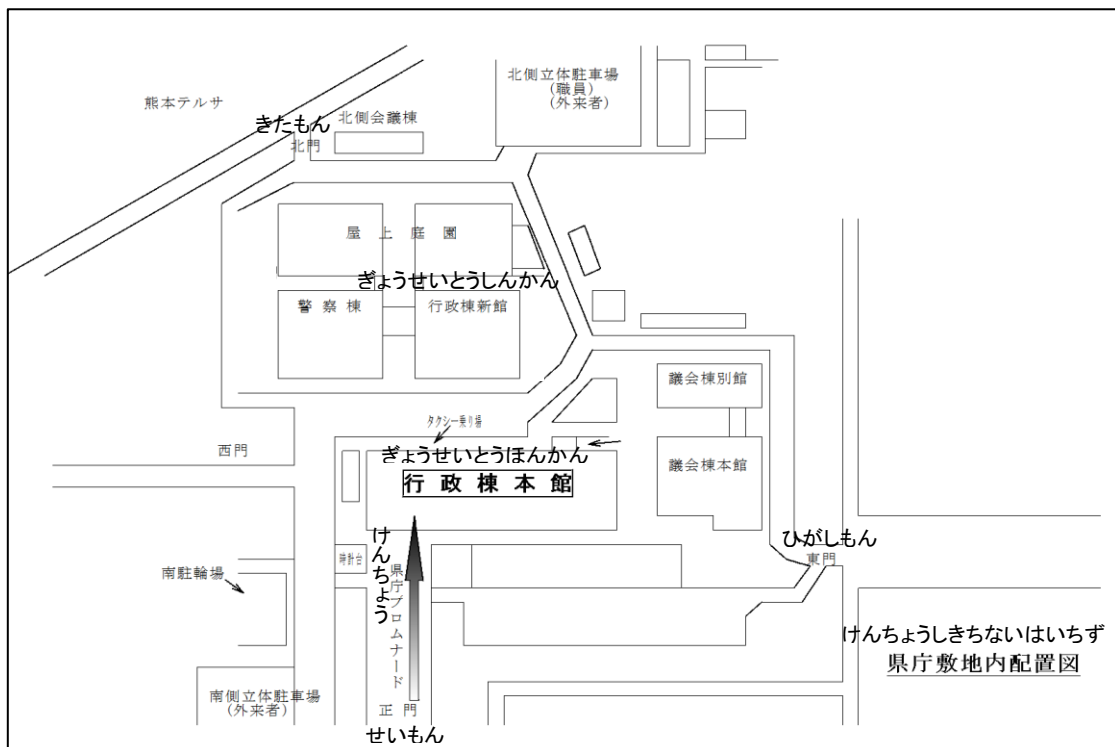 北側立体駐車場
(職員)
(外来者)
熊本テルサ
きたもん
北側会議棟
北門
屋上庭園
ぎょうせいとうしんかん
警察棟
行政棟新館
議会棟別館
タクシー乗り場
西門
ぎょうせいとうほんかん
行政棟本館
議会棟本館
けんちょう
ひがしもん
東門
時計台
南駐輪場
県庁プロムナード
けんちょうしきちないはいちず
県庁敷地内配置図
南側立体駐車場
(外来者)
正門
せいもん